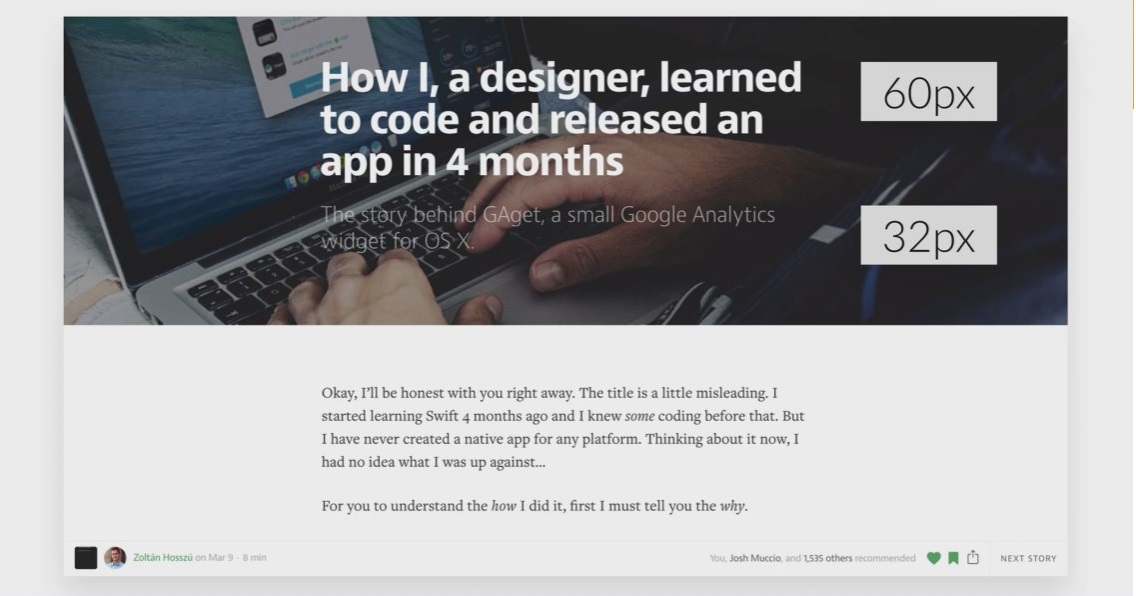 How I, a designer, learned
to code and released an
app in 4 months
60px
The story behind GAget, a small Google Analytics
widget for OS X.
32px
Okay, I’ll be honest with you right away. The title is a little misleading. I
started learning Swift 4 months ago and I knew some coding before that. But
I have never created a native app for any platform. Thinking about it now, I
had no idea what I was up against…
For you to understand the how I did it, first I must tell you the why.
Zoltán Hosszú on Mar 9 · 8 min
You, Josh Muccio, and 1,535 others recommended
NEXT STORY